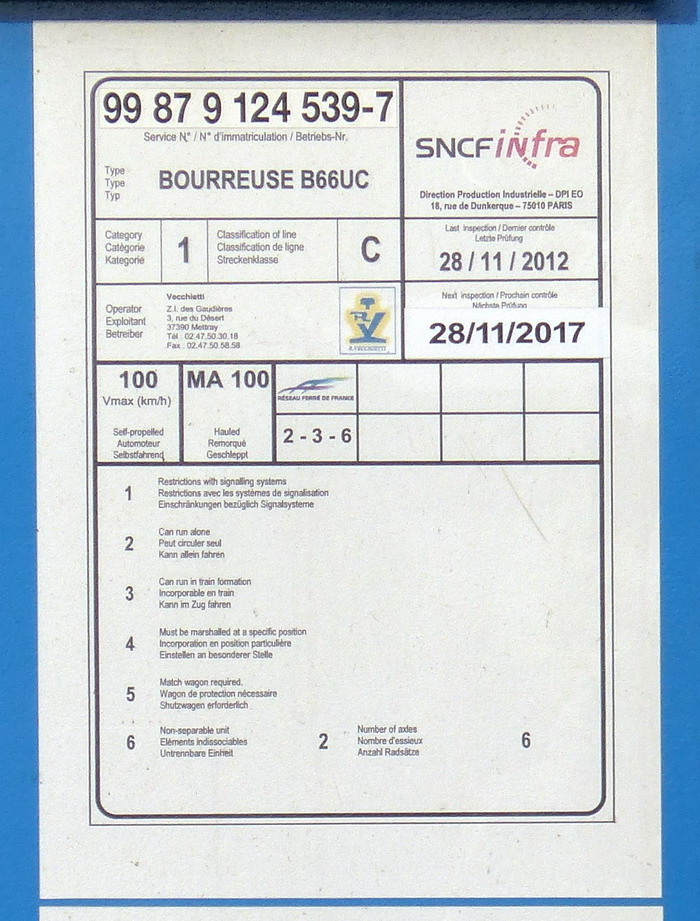 99 87 9 124 539-7
Service N° / N° d'immatriculation / Betriebs-Nr.
Type
Type
Typ
BOURREUSE B66UC
SNCF infra
Direction Production Industrielle – DPI EO
18, rue de Dunkerque – 75010 PARIS
Category
Catégorie
Kategorie
1
Classification of line
Classification de ligne
Streckenklasse
C
Last inspection / Dernier contrôle
Letzte Prüfung
28 / 11 / 2012
Operator
Exploitant
Betreiber
Vecchietti
Z.I. des Gaudières
3, rue du Désert
37390 Mettray
Tél : 02.47.50.30.18
Fax : 02.47.50.58.58
R.VECCHIETTI
Next inspection / Prochain contrôle
Nächste Prüfung
28/11/2017
100
Vmax (km/h)
Self-propelled
Automoteur
Selbstfahrend
MA 100
Hauled
Remorqué
Geschleppt
RÉSEAU FERRÉ DE FRANCE
2 - 3 - 6
1
Restrictions with signalling systems
Restrictions avec les systèmes de signalisation
Einschränkungen bezüglich Signalsysteme
2
Can run alone
Peut circuler seul
Kann allein fahren
3
Can run in train formation
Incorporable en train
Kann im Zug fahren
4
Must be marshalled at a specific position
Incorporation en position particulière
Einstellen an besonderer Stelle
5
Match wagon required.
Wagon de protection nécessaire
Shutzwagen erforderlich
6
Non-separable unit
Eléments indissociables
Untrennbare Einheit
2
Number of axles
Nombre d'essieux
Anzahl Radsätze
6